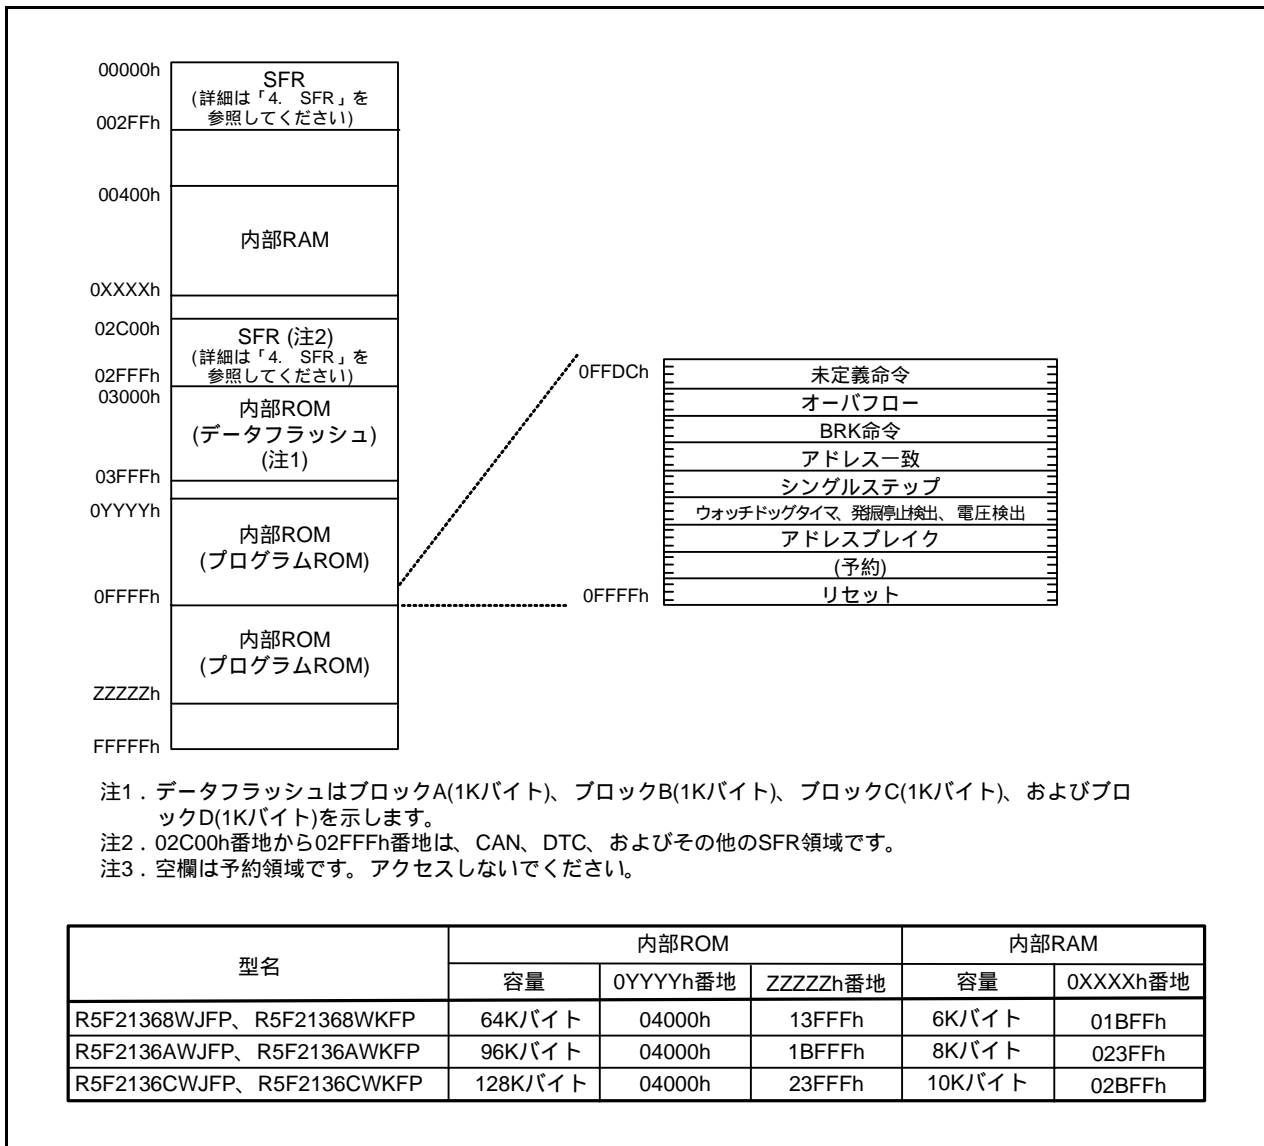 00000h
SFR
(詳細は「4. SFR」を
参照してください)
002FFh
00400h
内部RAM
0XXXXh
02C00h
SFR (注2)
(詳細は「4. SFR」を
参照してください)
02FFFh
03000h
内部ROM
(データフラッシュ)
(注1)
03FFFh
0YYYYh
内部ROM
(プログラムROM)
0FFFFh
内部ROM
(プログラムROM)
ZZZZZh
FFFFFh
0FFDCh
未定義命令
オーバフロー
BRK命令
アドレス一致
シングルステップ
ウォッチドッグタイマ、発振停止検出、電圧検出
アドレスブレイク
(予約)
0FFFFh
リセット
注1．データフラッシュはブロックA(1Kバイト)、ブロックB(1Kバイト)、ブロックC(1Kバイト)、およびブロ
ックD(1Kバイト)を示します。
注2．02C00h番地から02FFFh番地は、CAN、DTC、およびその他のSFR領域です。
注3．空欄は予約領域です。アクセスしないでください。
型名 内部ROM 内部RAM
容量 0YYYYh番地 ZZZZZh番地 容量 0XXXXh番地
R5F21368WJFP、R5F21368WKFP 64Kバイト 04000h 13FFFh 6Kバイト 01BFFh
R5F2136AWJFP、R5F2136AWKFP 96Kバイト 04000h 1BFFFh 8Kバイト 023FFh
R5F2136CWJFP、R5F2136CWKFP 128Kバイト 04000h 23FFFh 10Kバイト 02BFFh